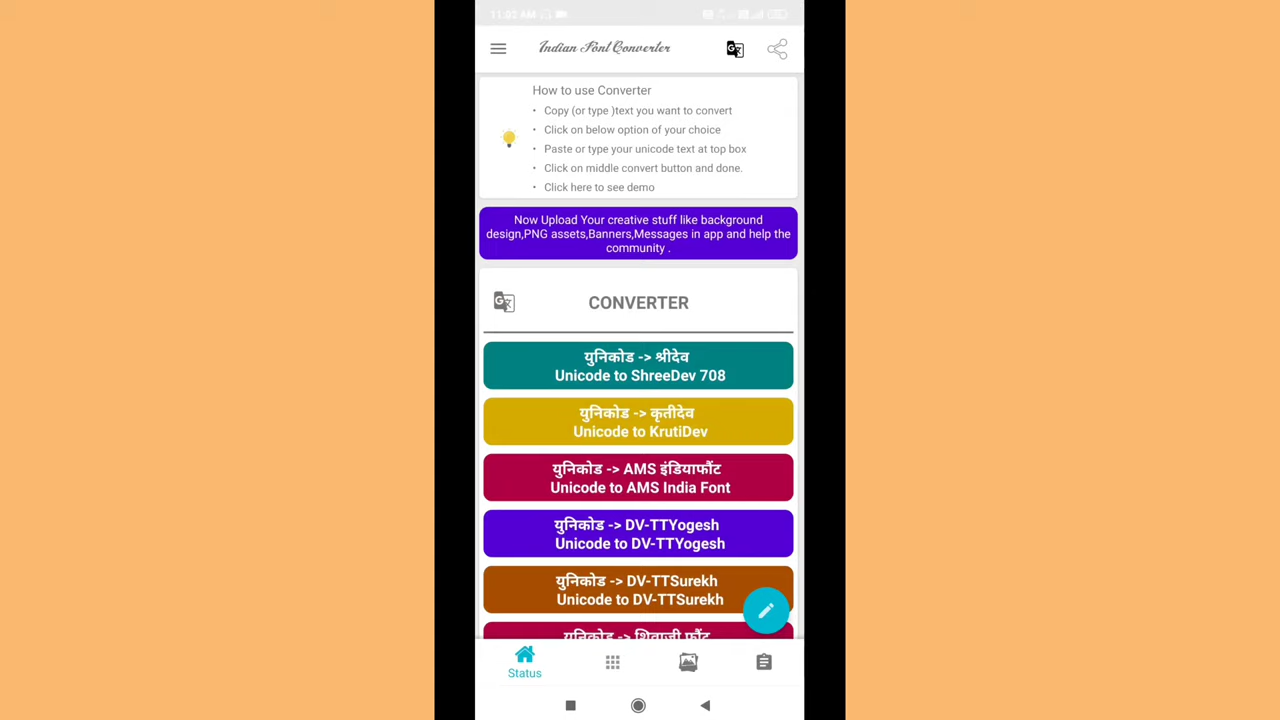 11:02 AM
Indian Font Converter
How to use Converter
• Copy (or type )text you want to convert
• Click on below option of your choice
• Paste or type your unicode text at top box
• Click on middle convert button and done.
• Click here to see demo
Now Upload Your creative stuff like background
design,PNG assets,Banners,Messages in app and help the
community .
CONVERTER
युनिकोड -> श्रीदेव
Unicode to ShreeDev 708
युनिकोड -> कृतीदेव
Unicode to KrutiDev
युनिकोड -> AMS इंडियाफौंट
Unicode to AMS India Font
युनिकोड -> DV-TTYogesh
Unicode to DV-TTYogesh
युनिकोड -> DV-TTSurekh
Unicode to DV-TTSurekh
युनिकोड -> शिवाजी फौंट
Status